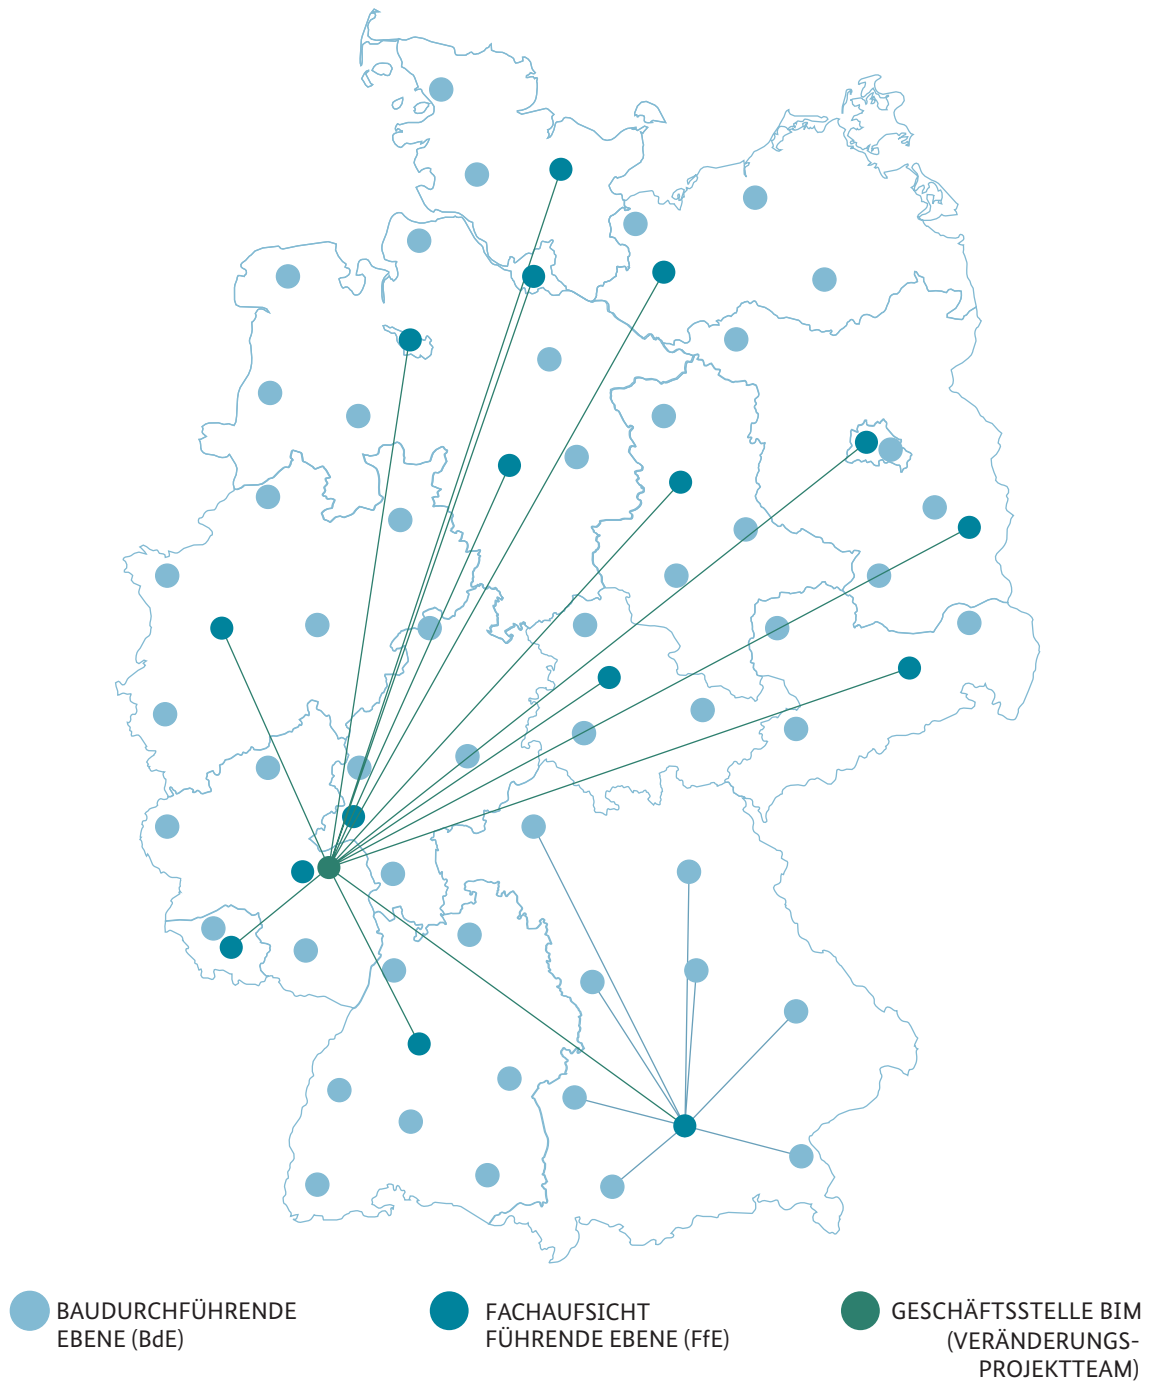 BAUDURCHFÜHRENDE
EBENE (BdE)
FACHAUFSICHT
FÜHRENDE EBENE (FfE)
GESCHÄFTSSTELLE BIM
(VERÄNDERUNGS-
PROJEKTTEAM)